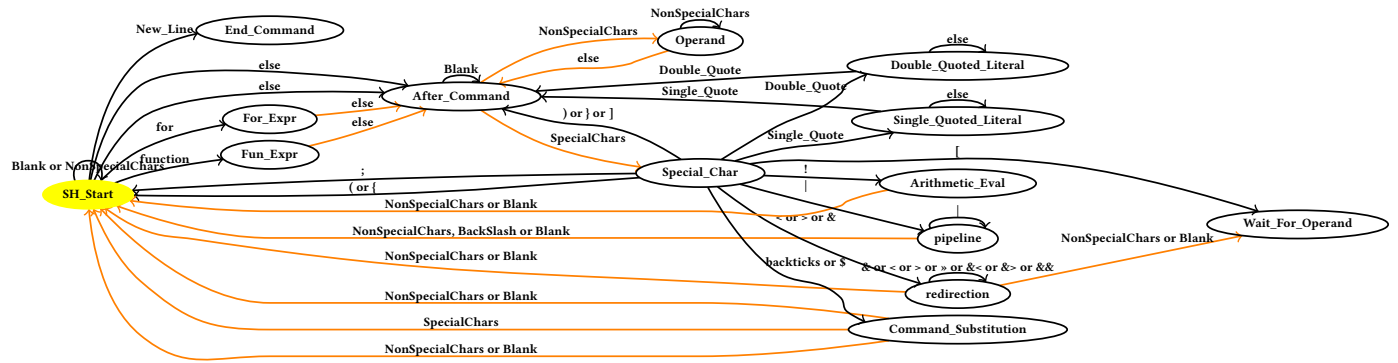 NonSpecialChars
New_Line
End_Command
NonSpecialChars
Operand
else
else
else
Double_Quoted_Literal
Blank
Double_Quote
else
After_Command
Single_Quote
Double_Quote
else
For_Expr
else
) or } or ]
Single_Quoted_Literal
for
else
SpecialChars
Single_Quote
Fun_Expr
function
[
Blank or NonSpecialChars
;
Special_Char
!
SH_Start
( or {
|
Arithmetic_Eval
NonSpecialChars or Blank
< or > or &
|
Wait_For_Operand
NonSpecialChars, BackSlash or Blank
pipeline
NonSpecialChars or Blank
NonSpecialChars or Blank
backticks or $
& or < or > or » or &< or &> or &&
redirection
NonSpecialChars or Blank
SpecialChars
Command_Substitution
NonSpecialChars or Blank